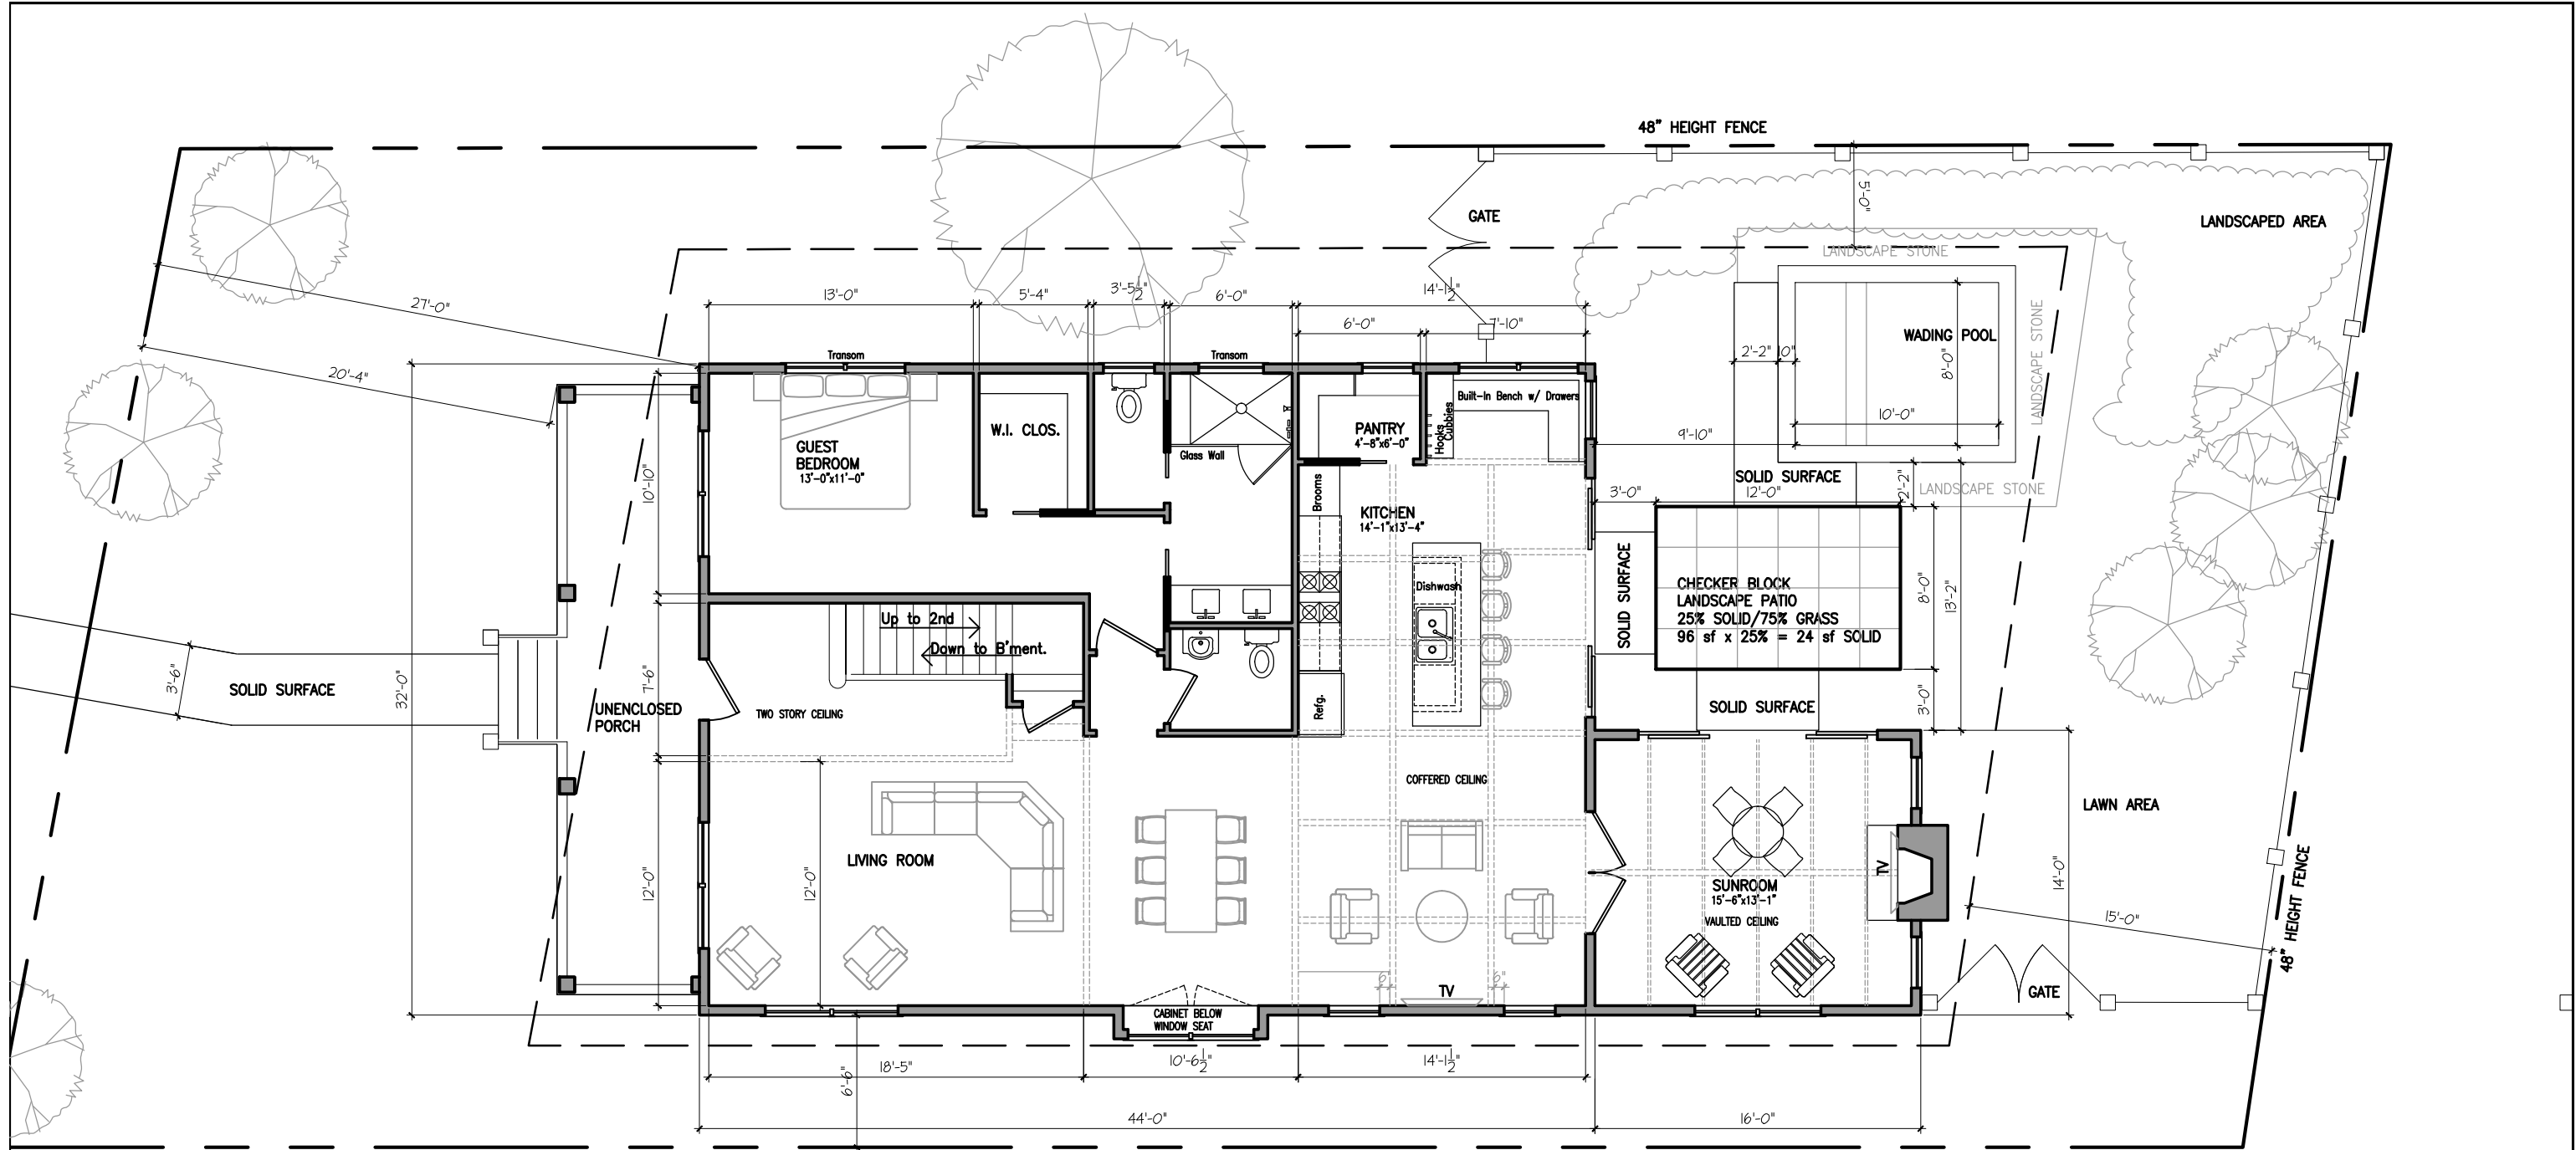 48" HEIGHT FENCE
5'-0"
GATE
LANDSCAPED AREA
LANDSCAPE STONE
27'-0"
13'-0"
5'-4"
3'-5½"
6'-0"
14'-1½"
6'-0"
7'-10"
LANDSCAPE STONE
WADING POOL
2'-2"
10"
8'-0"
10'-0"
20'-4"
Transom
Transom
Built-In Bench w/ Drawers
Hooks
Cubbies
PANTRY
4'-8"x6'-0"
W.I. CLOS.
GUEST
BEDROOM
13'-0"x11'-0"
Glass Wall
9'-10"
SOLID SURFACE
2'-2"
LANDSCAPE STONE
3'-0"
12'-0"
10'-10"
Brooms
KITCHEN
14'-1"x13'-4"
SOLID SURFACE
CHECKER BLOCK
LANDSCAPE PATIO
25% SOLID/75% GRASS
96 sf x 25% = 24 sf SOLID
8'-0"
13'-2"
Dishwash
Up to 2nd
Down to B'ment.
3'-6"
SOLID SURFACE
32'-0"
7'-6"
UNENCLOSED
PORCH
TWO STORY CEILING
Refg.
SOLID SURFACE
3'-0"
COFFERED CEILING
LAWN AREA
LIVING ROOM
12'-0"
12'-0"
SUNROOM
15'-6"x13'-1"
VAULTED CEILING
TV
14'-0"
15'-0"
48" HEIGHT FENCE
GATE
6"
6"
TV
CABINET BELOW
WINDOW SEAT
18'-5"
10'-6½"
14'-1½"
6'-6"
44'-0"
16'-0"